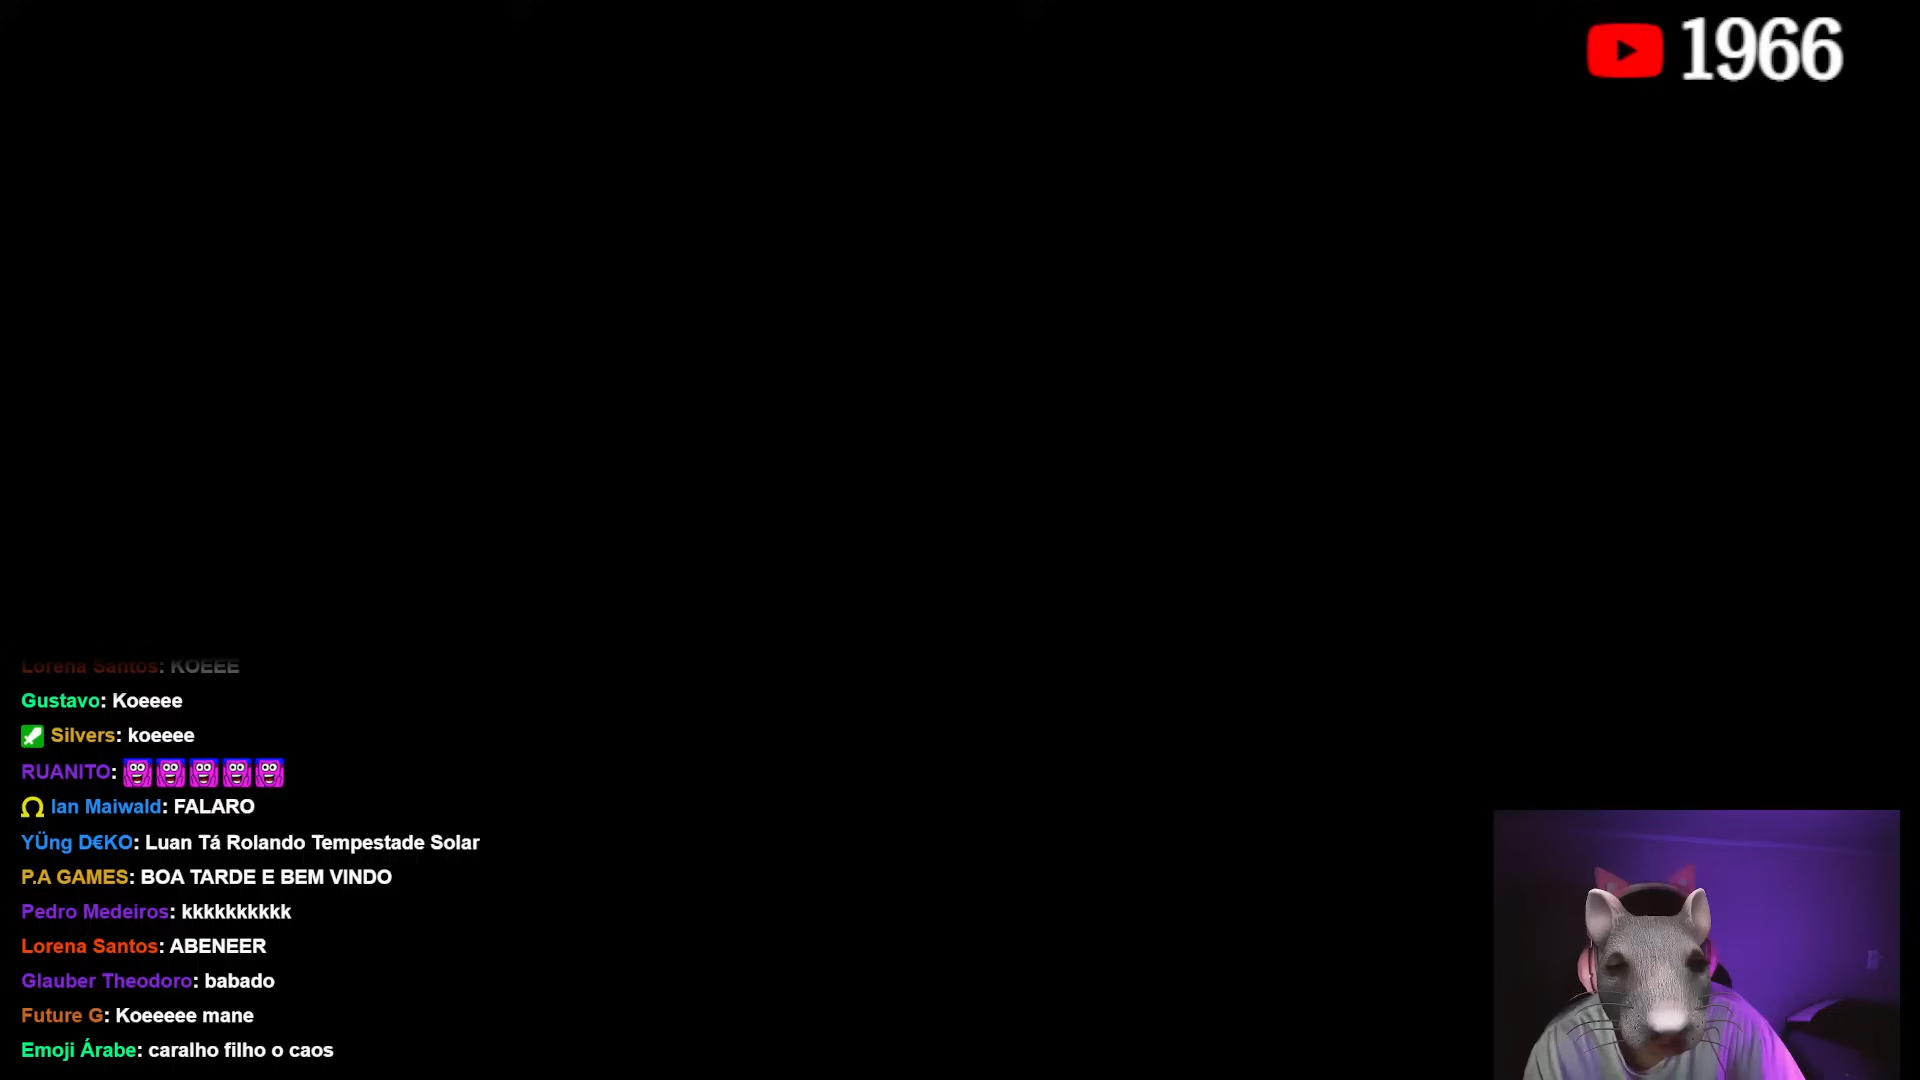 1966
Lorena Santos: KOEEE
Gustavo: Koeeee
Silvers: koeeee
RUANITO:
Ian Maiwald: FALARO
YÜng D€KO: Luan Tá Rolando Tempestade Solar
P.A GAMES: BOA TARDE E BEM VINDO
Pedro Medeiros: kkkkkkkkkk
Lorena Santos: ABENEER
Glauber Theodoro: babado
Future G: Koeeeee mane
Emoji Árabe: caralho filho o caos